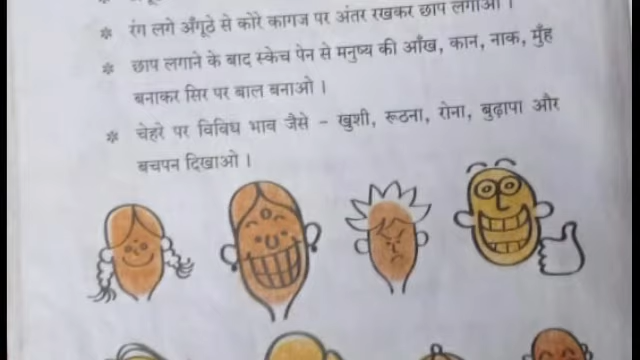 * रंग लगे अँगूठे से कोरे कागज पर अंतर रखकर छाप लगाओ ।
* छाप लगाने के बाद स्केच पेन से मनुष्य की आँख, कान, नाक, मुँह
बनाकर सिर पर बाल बनाओ ।
* चेहरे पर विविध भाव जैसे - खुशी, रूठना, रोना, बुढ़ापा और
बचपन दिखाओ ।